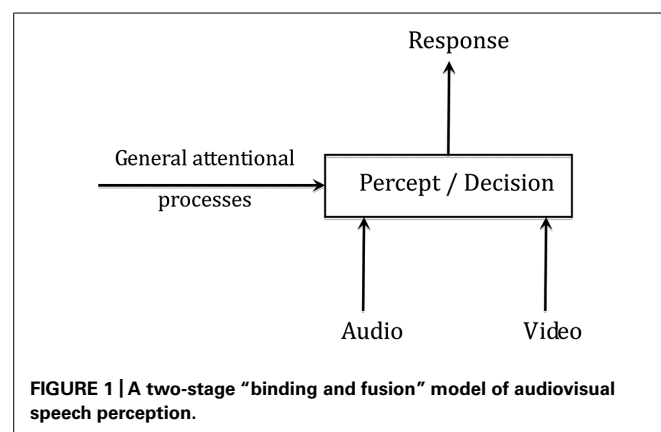 Response
General attentional
processes
Percept / Decision
Audio Video
FIGURE 1 | A two-stage “binding and fusion” model of audiovisual
speech perception.